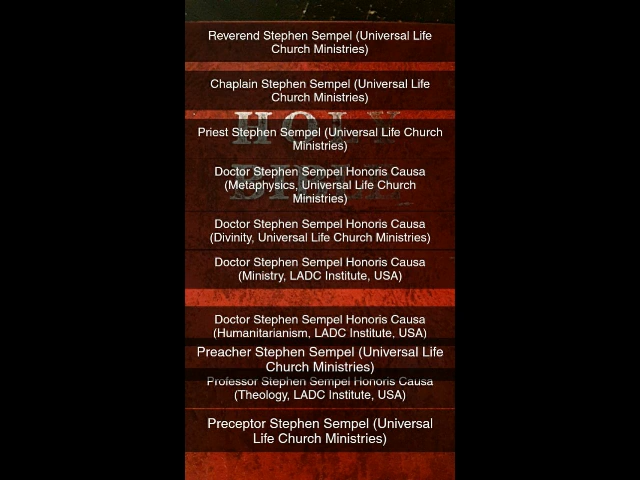 Reverend Stephen Sempel (Universal Life
Church Ministries)
Chaplain Stephen Sempel (Universal Life
Church Ministries)
HOLY
Priest Stephen Sempel (Universal Life Church
Ministries)
BIBLE
Doctor Stephen Sempel Honoris Causa
(Metaphysics, Universal Life Church
Ministries)
Doctor Stephen Sempel Honoris Causa
(Divinity, Universal Life Church Ministries)
Doctor Stephen Sempel Honoris Causa
(Ministry, LADC Institute, USA)
Doctor Stephen Sempel Honoris Causa
(Humanitarianism, LADC Institute, USA)
Preacher Stephen Sempel (Universal Life
Church Ministries)
Professor Stephen Sempel Honoris Causa
(Theology, LADC Institute, USA)
Preceptor Stephen Sempel (Universal
Life Church Ministries)